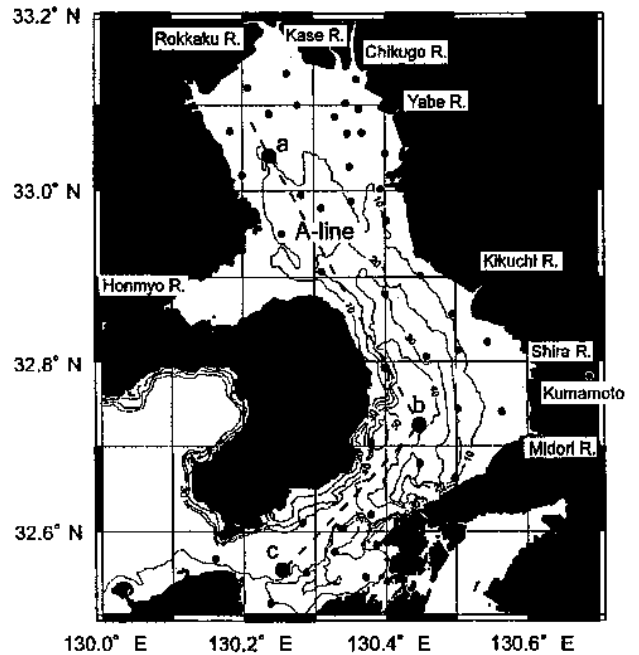 33.2° N
Rokkaku R.
Kase R.
Chikugo R.
Yabe R.
a
33.0° N
A-line
Kikuchi R.
Honmyo R.
32.8° N
Shira R.
Kumamoto
b
Midori R.
32.6° N
c
130.0° E
130.2° E
130.4° E
130.6° E